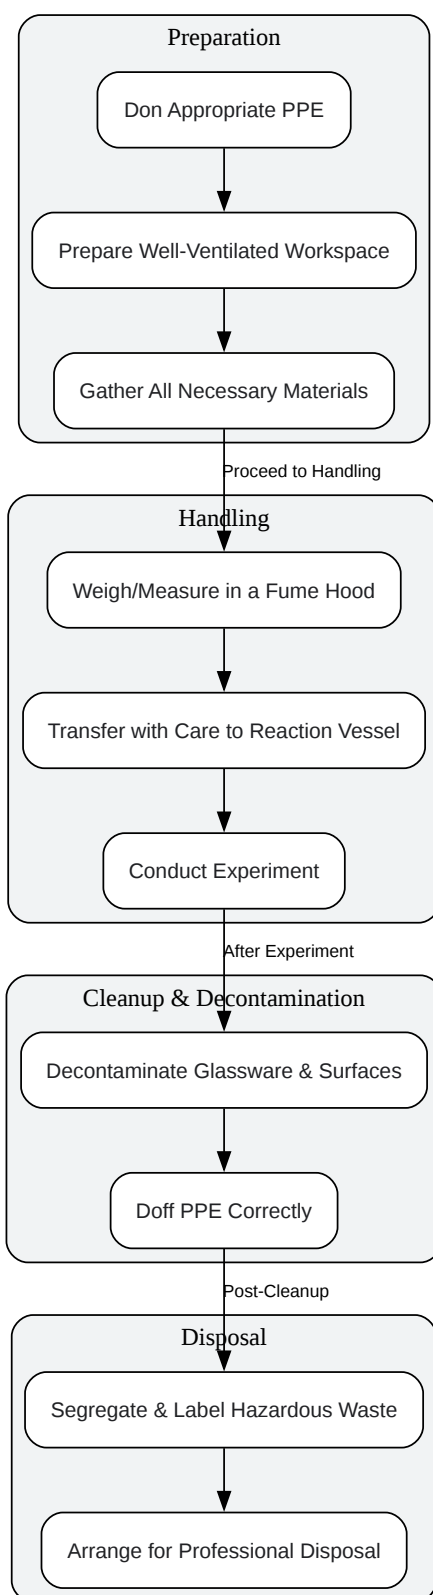 Preparation
Don Appropriate PPE
Prepare Well-Ventilated Workspace
Gather All Necessary Materials
Proceed to Handling
Handling
Weigh/Measure in a Fume Hood
Transfer with Care to Reaction Vessel
Conduct Experiment
After Experiment
Cleanup & Decontamination
Decontaminate Glassware & Surfaces
Doff PPE Correctly
Post-Cleanup
Disposal
Segregate & Label Hazardous Waste
Arrange for Professional Disposal